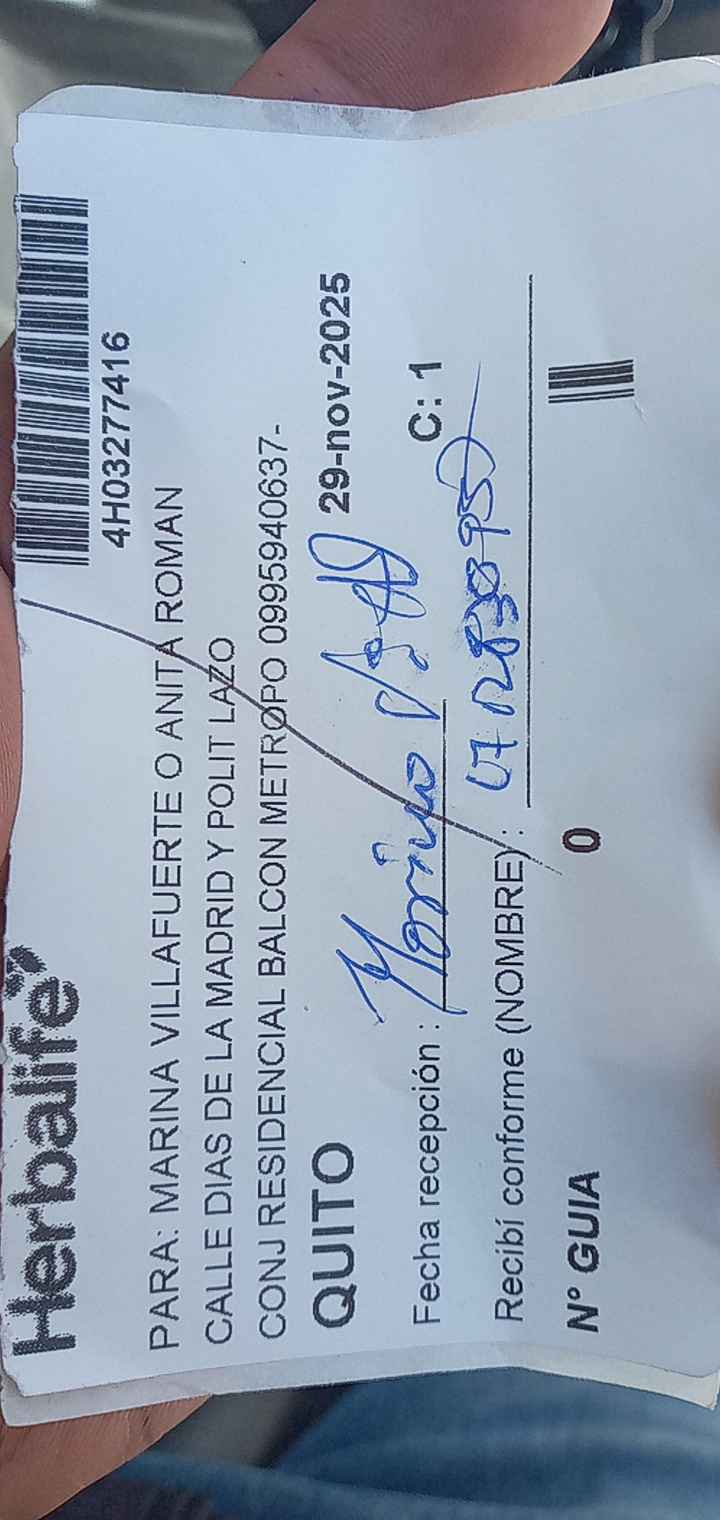 Herbalife
4H03277416
PARA: MARINA VILLAFUERTE O ANITA ROMAN
CALLE DIAS DE LA MADRID Y POLIT LAZO
CONJ RESIDENCIAL BALCON METROPO 0995940637-
QUITO 29-nov-2025
Fecha recepción : C: 1
Recibí conforme (NOMBRE) :
Nº GUIA 0